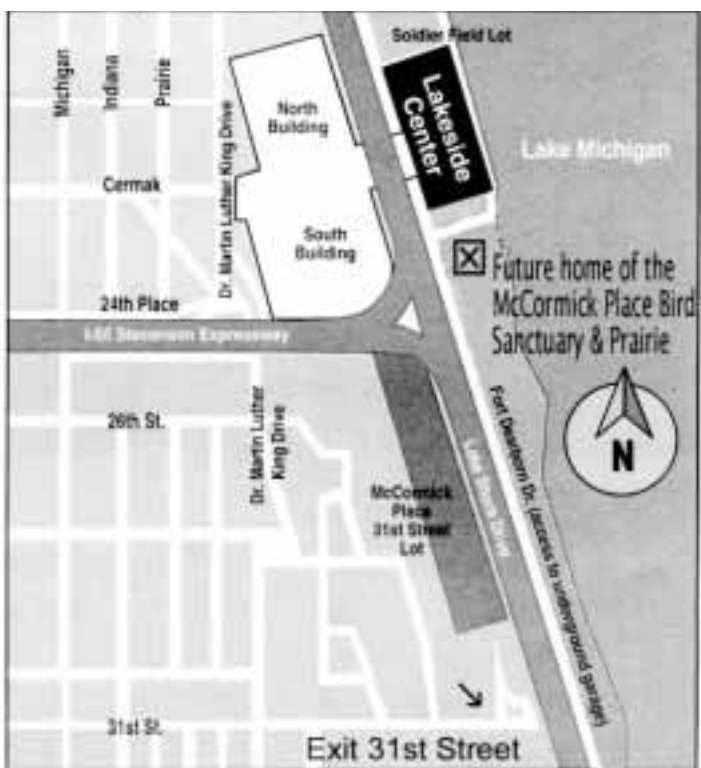 Soldier Field Lot
Michigan
Indiana
Prairie
Dr. Martin Luther King Drive
North
Building
Lakeside
Center
Lake Michigan
Cermak
South
Building
Future home of the
McCormick Place Bird
Sanctuary & Prairie
24th Place
I-55 Stevenson Expressway
26th St.
Dr. Martin Luther
King Drive
McCormick
Place
31st Street
Lot
Lake Shore Drive
Fort Dearborn Dr. (access to underground garage)
N
31st St.
Exit 31st Street